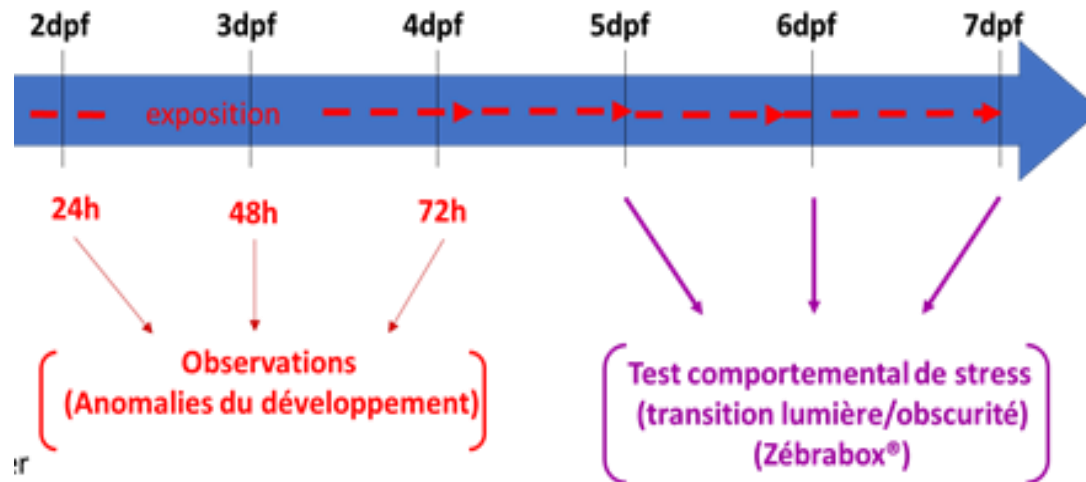 2dpf 3dpf 4dpf 5dpf 6dpf 7dpf
exposition
24h 48h 72h
Observations
(Anomalies du développement)
Test comportemental de stress
(transition lumière/obscurité)
(Zébrabox®)
er